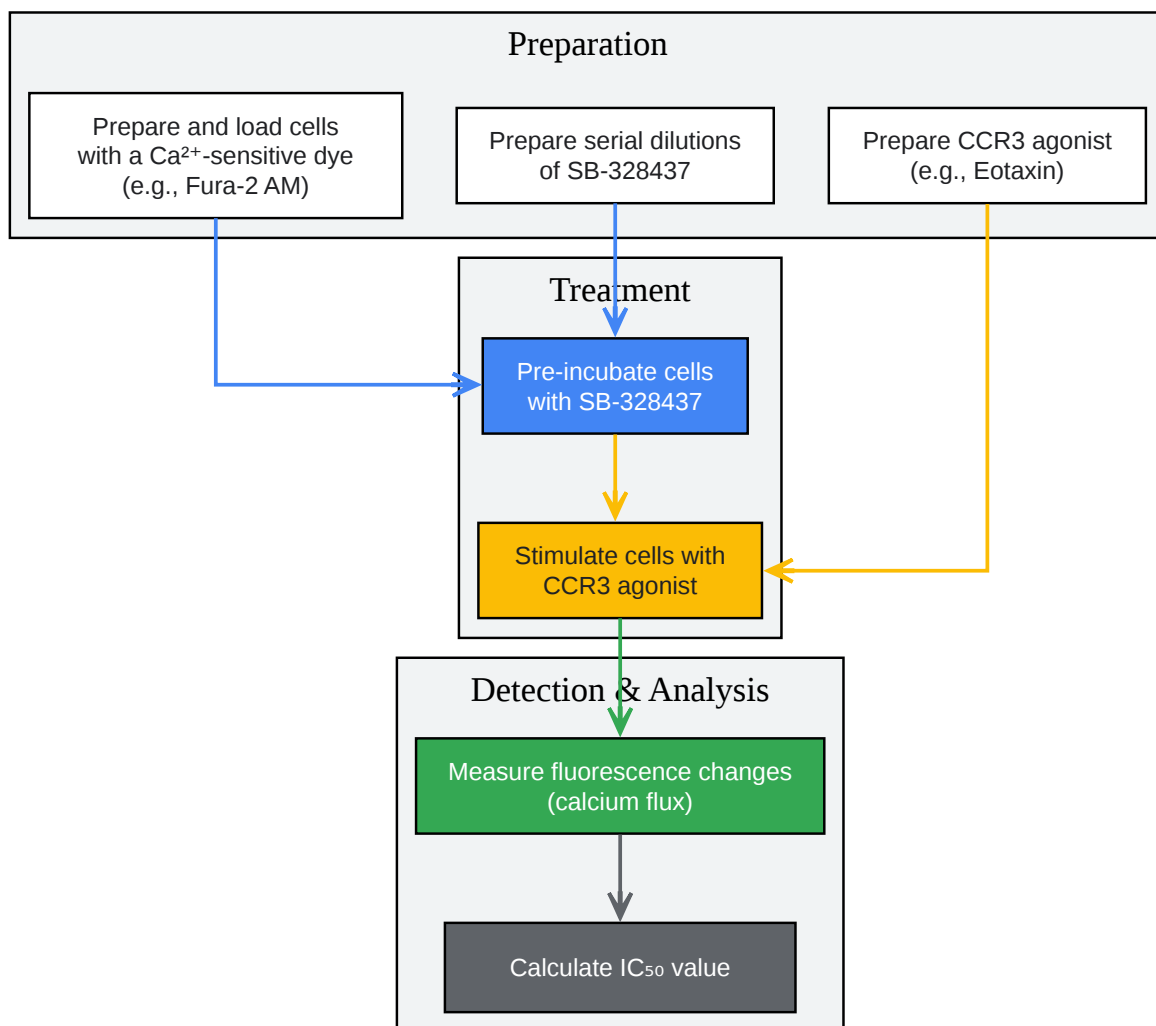 Preparation
Prepare and load cells
with a Ca²⁺-sensitive dye
(e.g., Fura-2 AM)
Prepare serial dilutions
of SB-328437
Prepare CCR3 agonist
(e.g., Eotaxin)
Treatment
Pre-incubate cells
with SB-328437
Stimulate cells with
CCR3 agonist
Detection & Analysis
Measure fluorescence changes
(calcium flux)
Calculate IC₅₀ value